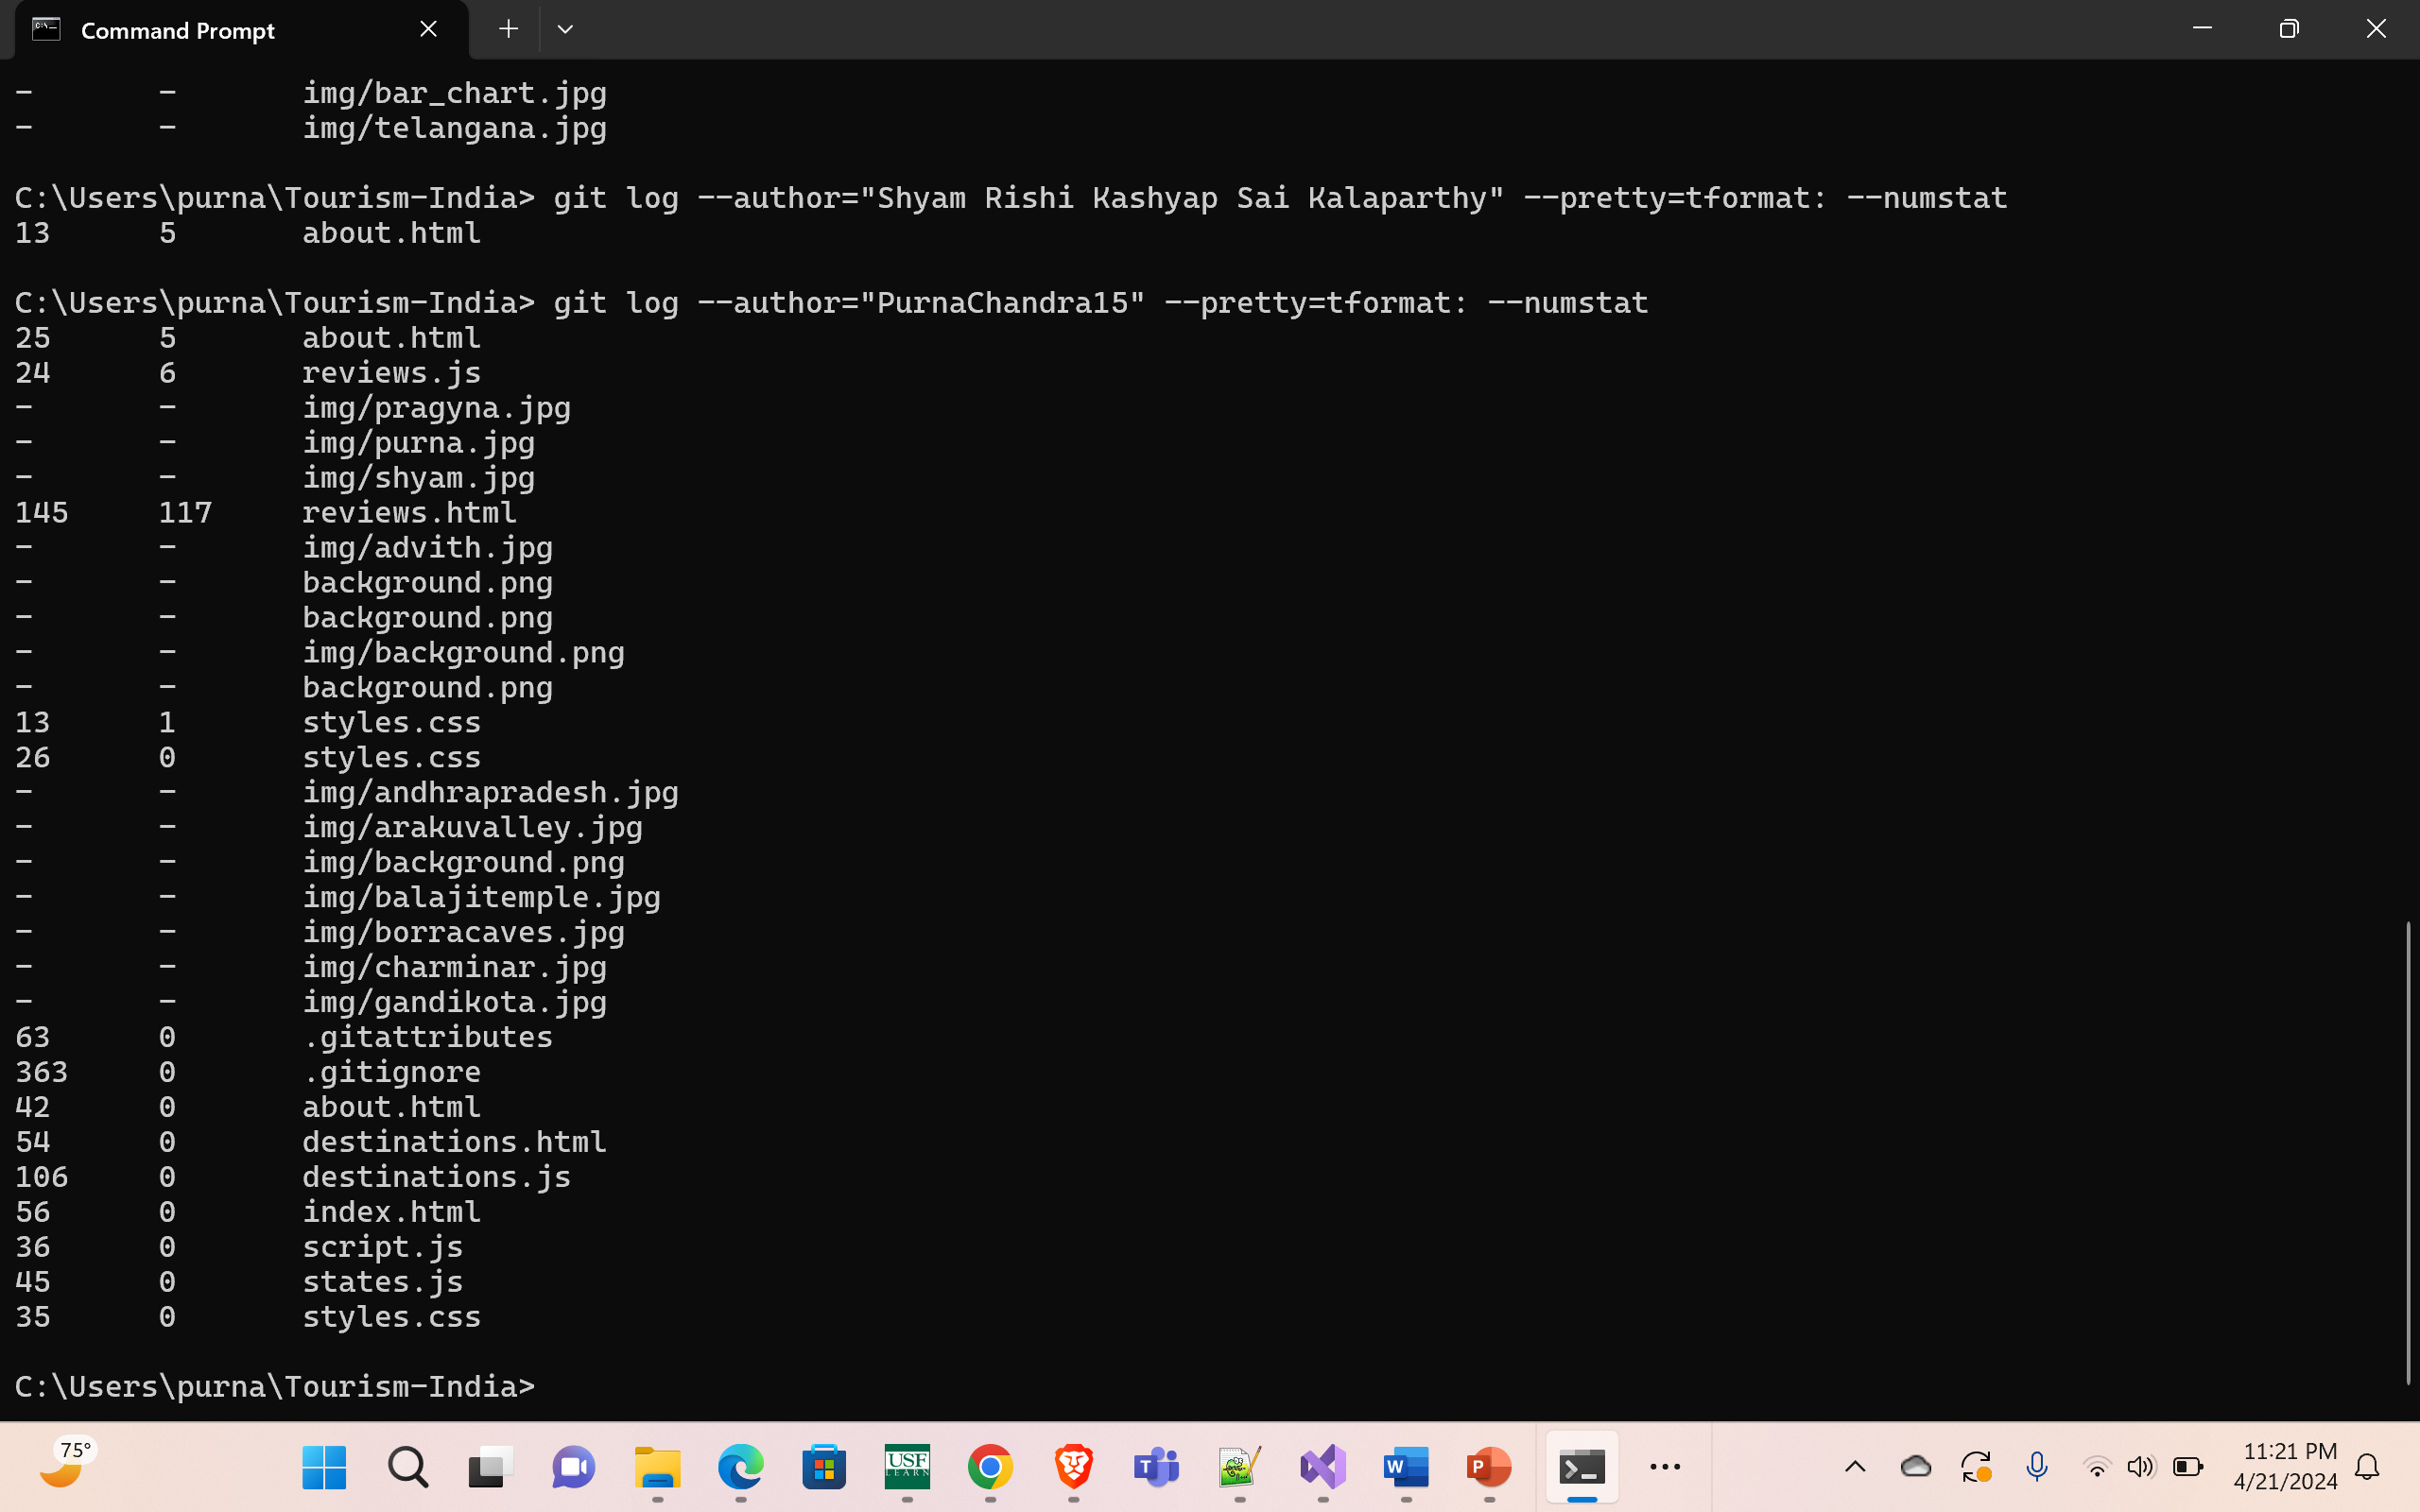 Command Prompt
- - img/bar_chart.jpg
- - img/telangana.jpg
C:\Users\purna\Tourism-India> git log --author="Shyam Rishi Kashyap Sai Kalaparthy" --pretty=tformat: --numstat
13 5 about.html
C:\Users\purna\Tourism-India> git log --author="PurnaChandra15" --pretty=tformat: --numstat
25 5 about.html
24 6 reviews.js
- - img/pragyna.jpg
- - img/purna.jpg
- - img/shyam.jpg
145 117 reviews.html
- - img/advith.jpg
- - background.png
- - background.png
- - img/background.png
- - background.png
13 1 styles.css
26 0 styles.css
- - img/andhrapradesh.jpg
- - img/arakuvalley.jpg
- - img/background.png
- - img/balajitemple.jpg
- - img/borracaves.jpg
- - img/charminar.jpg
- - img/gandikota.jpg
63 0 .gitattributes
363 0 .gitignore
42 0 about.html
54 0 destinations.html
106 0 destinations.js
56 0 index.html
36 0 script.js
45 0 states.js
35 0 styles.css
C:\Users\purna\Tourism-India>
75°
USF
LEARN
T
W
P
11:21 PM
4/21/2024